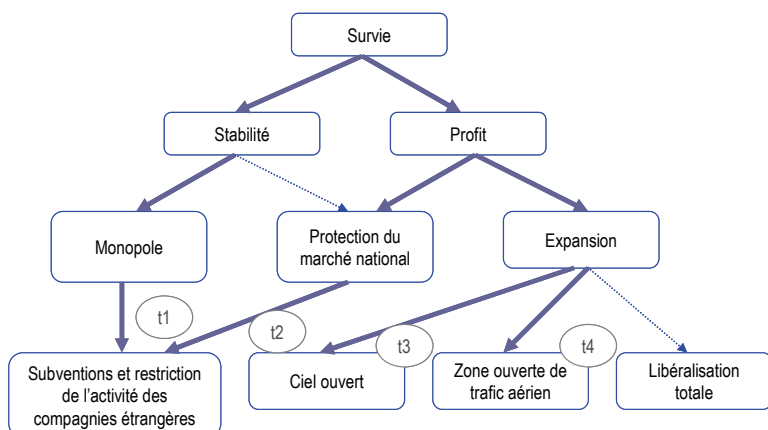 Survie
Stabilité
Profit
Monopole
Protection du
marché national
Expansion
t1
t2
t3
t4
Subventions et restriction
de l'activité des
compagnies étrangères
Ciel ouvert
Zone ouverte de
trafic aérien
Libéralisation
totale